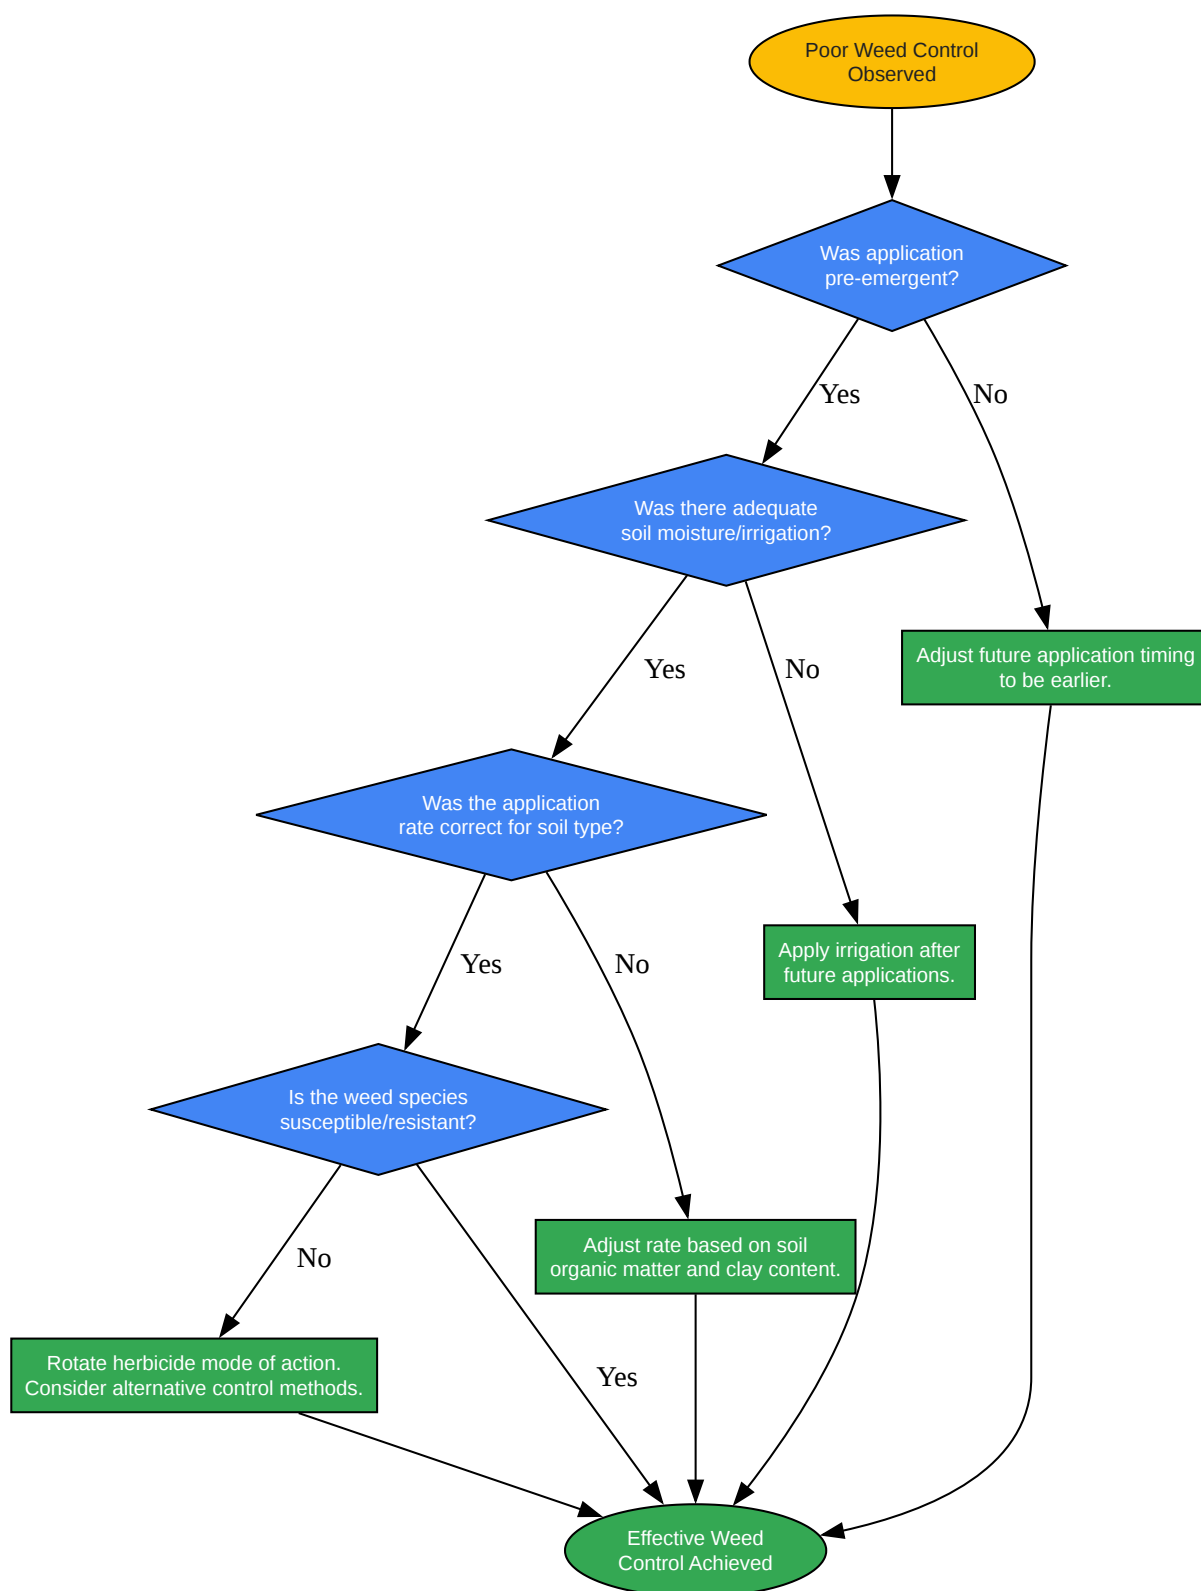 Poor Weed Control
Observed
Was application
pre-emergent?
Yes
No
Was there adequate
soil moisture/irrigation?
Yes
No
Adjust future application timing
to be earlier.
Was the application
rate correct for soil type?
Yes
No
Apply irrigation after
future applications.
Is the weed species
susceptible/resistant?
No
Yes
Adjust rate based on soil
organic matter and clay content.
Rotate herbicide mode of action.
Consider alternative control methods.
Effective Weed
Control Achieved